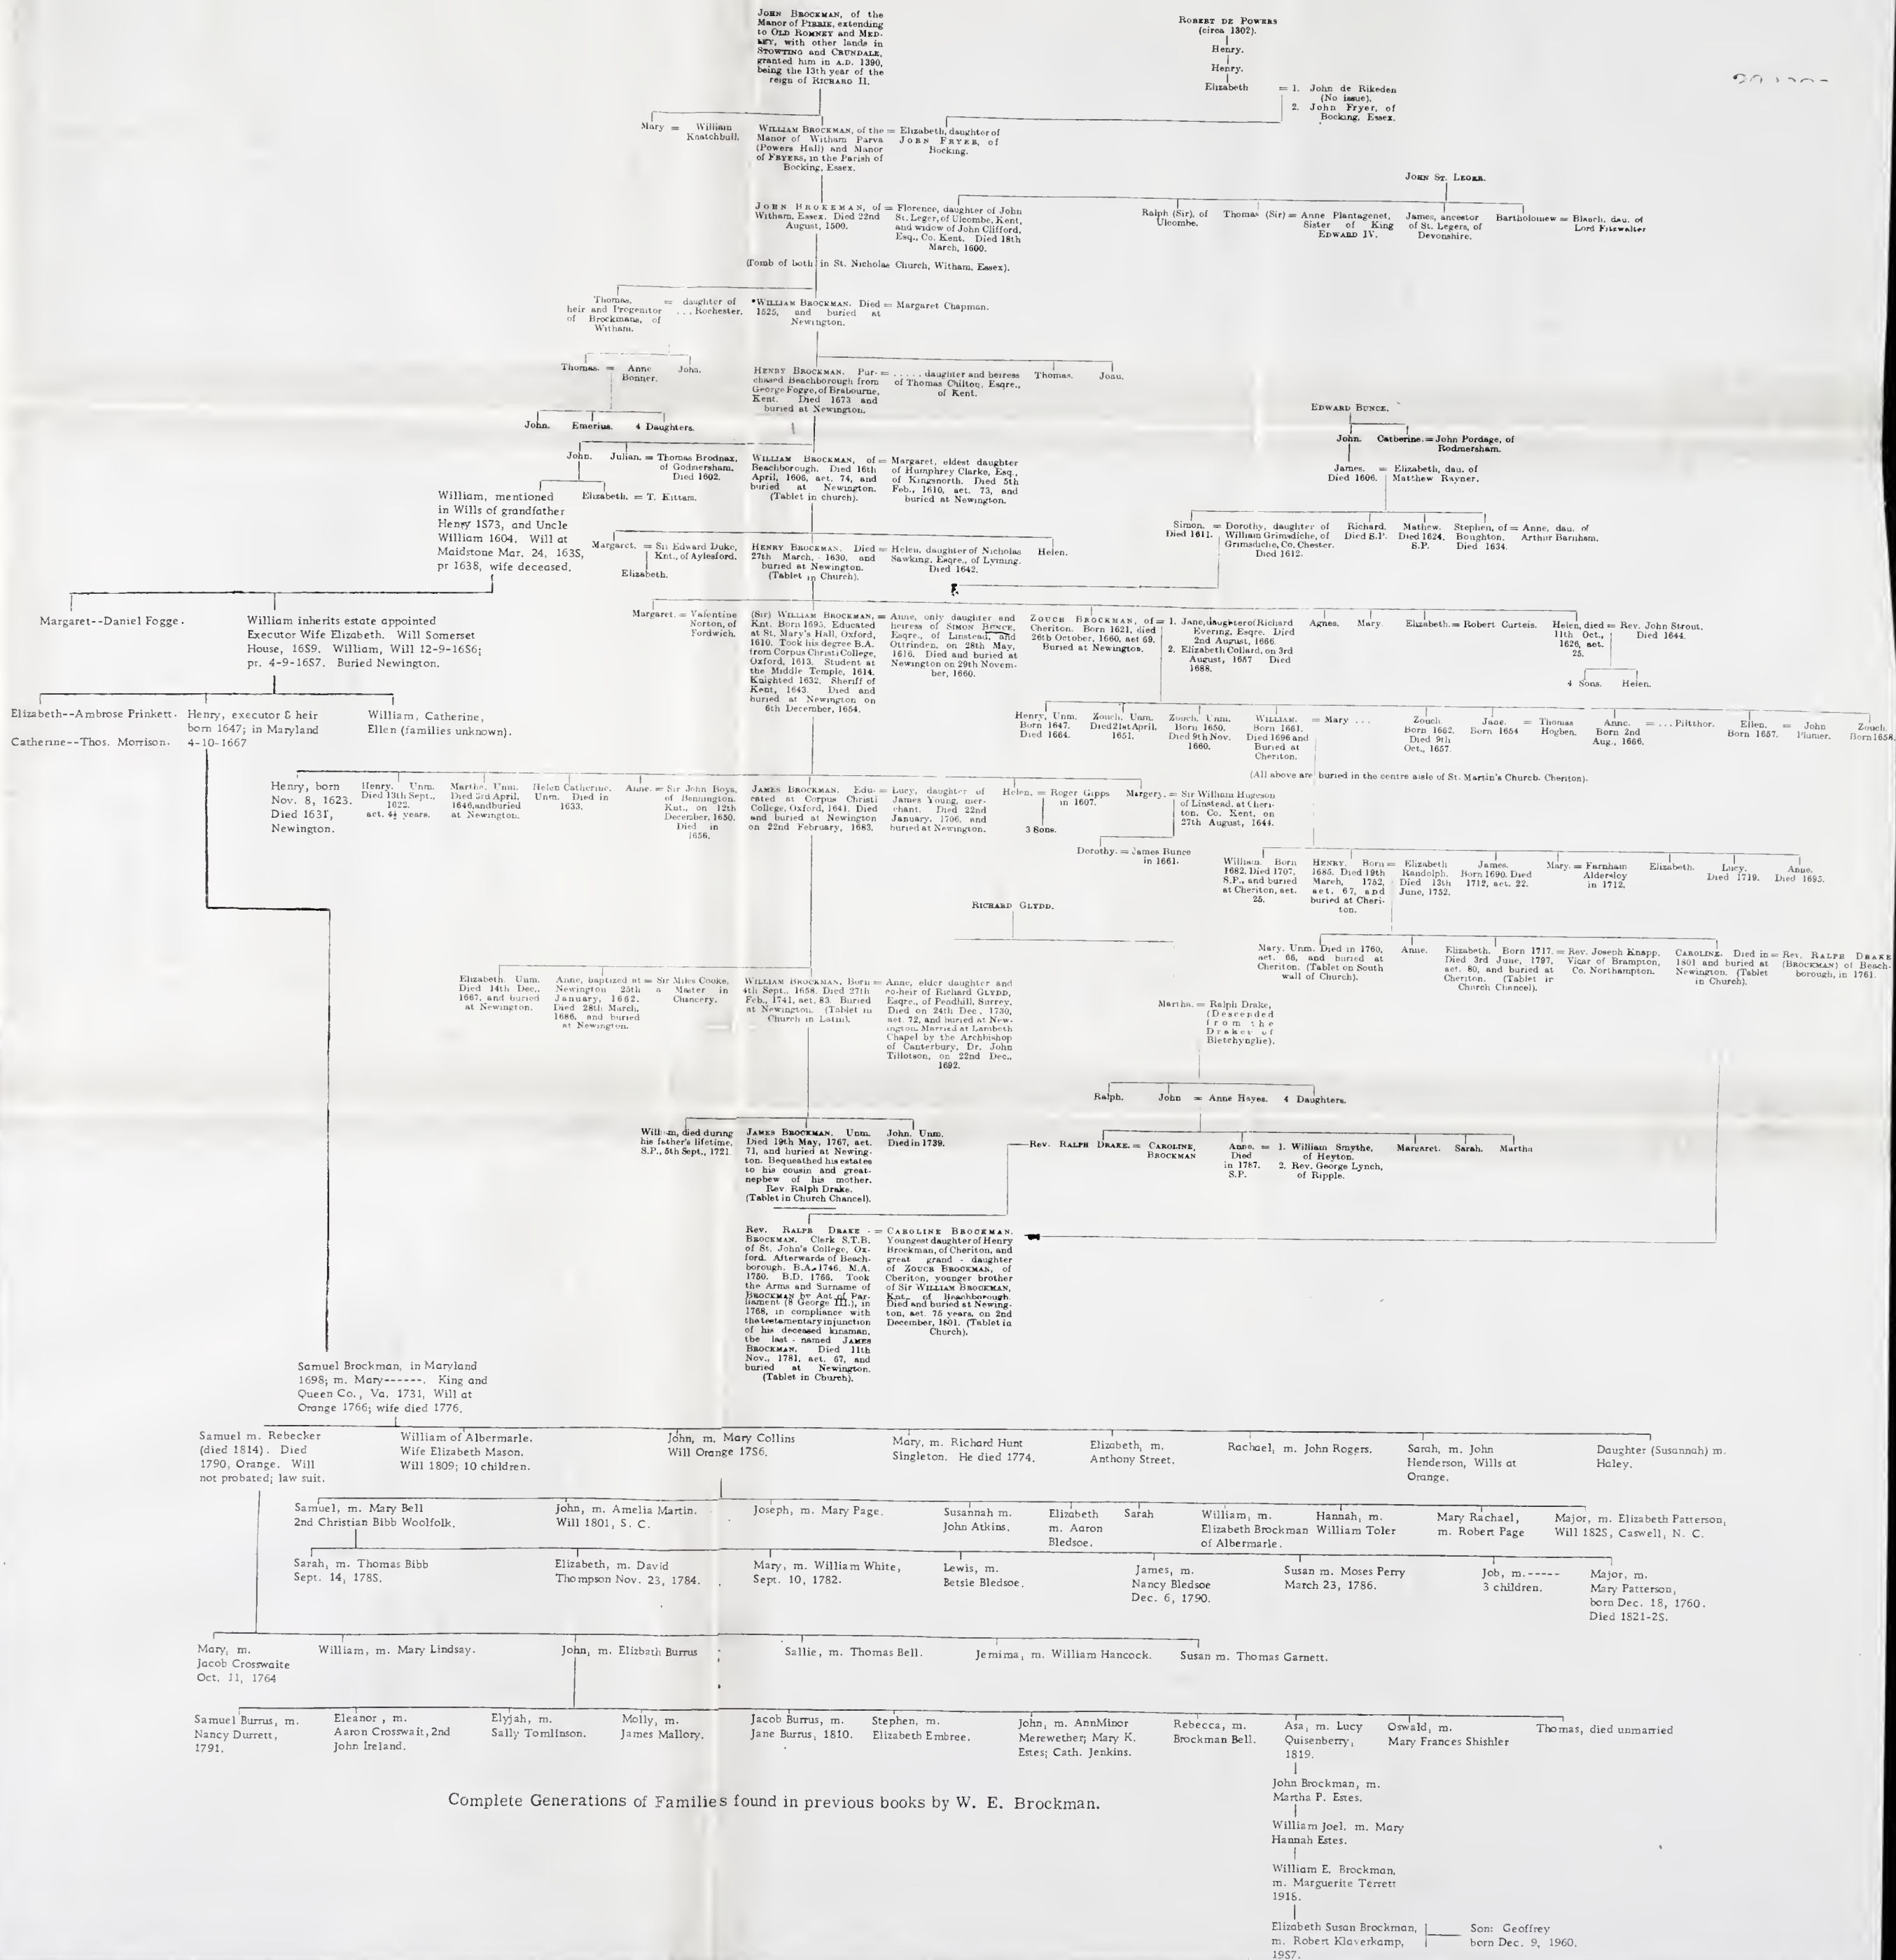 JOHN BROCKMAN, of the
Manor of PIRRIE, extending
to OLD ROMNEY and MED-
LEY, with other lands in
STOWTING and CRUNDALE,
granted him in A.D. 1390,
being the 13th year of the
reign of RICHARD II.
ROBERT DE POWERS
(circa 1302).
Henry.
Henry.
Elizabeth = 1. John de Rikeden
(No issue).
2. John Fryer, of
Bocking, Essex.
Mary = William
Knatchbull.
WILLIAM BROCKMAN, of the
Manor of Witham Parva
(Powers Hall) and Manor
of FRYERS, in the Parish of
Bocking, Essex.
= Elizabeth, daughter of
JOHN FRYER, of
Bocking.
JOHN ST. LEGER.
JOHN BROKEMAN, of
Witham, Essex. Died 22nd
August, 1500.
= Florence, daughter of John
St. Leger, of Ulcombe, Kent,
and widow of John Clifford,
Esq., Co. Kent. Died 18th
March, 1600.
Ralph (Sir), of
Ulcombe.
Thomas (Sir) = Anne Plantagenet,
Sister of King
EDWARD IV.
James, ancestor
of St. Legers, of
Devonshire.
Bartholomew = Blanch, dau. of
Lord Fitzwalter
(Tomb of both in St. Nicholas Church, Witham, Essex).
Thomas,
heir and Progenitor
of Brockmans, of
Witham.
= daughter of
... Rochester.
*WILLIAM BROCKMAN. Died
1525, and buried at
Newington.
= Margaret Chapman.
Thomas. = Anne
Bonner.
John.
HENRY BROCKMAN. Pur-
chased Beachborough from
George Fogge, of Brabourne,
Kent. Died 1673 and
buried at Newington.
= ..... daughter and heiress
of Thomas Chilton, Esqre.,
of Kent.
Thomas.
Joan.
EDWARD BUNCE.
John. Emerius. 4 Daughters.
John. Catherine. = John Pordage, of
Rodmersham.
John. Julian. = Thomas Brodnax,
of Godmersham.
Died 1602.
WILLIAM BROCKMAN, of
Beachborough. Died 16th
April, 1606, aet. 74, and
buried at Newington.
(Tablet in church).
= Margaret, eldest daughter
of Humphrey Clarke, Esq.,
of Kingsnorth. Died 5th
Feb., 1610, aet. 73, and
buried at Newington.
James.
Died 1606.
= Elizabeth, dau. of
Matthew Rayner.
William, mentioned
in Wills of grandfather
Henry 1S73, and Uncle
William 1604. Will at
Maidstone Mar. 24, 163S,
pr 1638, wife deceased.
Elizabeth. = T. Kittam.
Margaret. = Sir Edward Duke,
Knt., of Aylesford.
Elizabeth.
HENRY BROCKMAN. Died
27th March, 1630, and
buried at Newington.
(Tablet in Church).
= Helen, daughter of Nicholas
Sawking, Esqre., of Lyming.
Died 1642.
Helen.
Simon.
Died 1611.
= Dorothy, daughter of
William Grimsdiche, of
Grimsdiche, Co. Chester.
Died 1612.
Richard.
Died S.P.
Mathew.
Died 1624,
S.P.
Stephen, of
Boughton.
Died 1634.
= Anne, dau. of
Arthur Barnham.
Margaret--Daniel Fogge.
William inherits estate appointed
Executor Wife Elizabeth. Will Somerset
House, 16S9. William, Will 12-9-16S6;
pr. 4-9-16S7. Buried Newington.
Margaret. = Valentine
Norton, of
Fordwich.
(Sir) WILLIAM BROCKMAN,
Knt. Born 1695. Educated
at St. Mary's Hall, Oxford,
1610. Took his degree B.A.
from Corpus Christi College,
Oxford, 1613. Student at
the Middle Temple, 1614.
Knighted 1632. Sheriff of
Kent, 1643. Died and
buried at Newington on
6th December, 1654.
= Anne, only daughter and
heiress of SIMON BUNCE,
Esqre., of Linstead, and
Ottrinden, on 28th May,
1616. Died and buried at
Newington on 29th Novem-
ber, 1660.
ZOUCH BROCKMAN, of
Cheriton. Born 1621, died
26th October, 1660, aet 69.
Buried at Newington.
= 1. Jane, daughter of Richard
Evering, Esqre. Died
2nd August, 1666.
2. Elizabeth Collard, on 3rd
August, 1657 Died
1688.
Agnes. Mary. Elizabeth. = Robert Curteis.
Helen, died
11th Oct.,
1626, aet.
25.
= Rev. John Strout.
Died 1644.
4 Sons. Helen.
Elizabeth--Ambrose Prinkett.
Catherine--Thos. Morrison.
Henry, executor & heir
born 1647; in Maryland
4-10-1667
William, Catherine,
Ellen (families unknown).
Henry, Unm.
Born 1647.
Died 1664.
Zouch, Unm.
Died 21st April,
1651.
Zouch, Unm.
Born 1650.
Died 9th Nov.
1660.
WILLIAM.
Born 1661.
Died 1696 and
Buried at
Cheriton.
= Mary ...
Zouch.
Born 1662.
Died 9th
Oct., 1657.
Jane.
Born 1654
= Thomas
Hogben.
Anne.
Born 2nd
Aug., 1666.
= ... Pittthor.
Ellen.
Born 1657.
= John
Plumer.
Zouch.
Born 1658.
(All above are buried in the centre aisle of St. Martin's Church, Cheriton).
Henry, born
Nov. 8, 1623.
Died 1631,
Newington.
Henry. Unm.
Died 13th Sept.,
1622.
aet. 4½ years.
Martha. Unm.
Died 3rd April,
1646, and buried
at Newington.
Helen Catherine.
Unm. Died in
1633.
Anne. = Sir John Boys,
of Bonnington,
Knt., on 12th
December, 1650.
Died in
1656.
JAMES BROCKMAN. Edu-
cated at Corpus Christi
College, Oxford, 1641. Died
and buried at Newington
on 22nd February, 1683.
= Lucy, daughter of
James Young, mer-
chant. Died 22nd
January, 1706, and
buried at Newington.
Helen. = Roger Gipps
in 1607.
3 Sons.
Margery. = Sir William Hugeson
of Linstead, at Cheri-
ton, Co. Kent, on
27th August, 1644.
Dorothy. = James Bunce
in 1661.
William. Born
1682. Died 1707,
S.P., and buried
at Cheriton, aet.
25.
HENRY. Born
1685. Died 19th
March, 1752,
aet. 67, and
buried at Cheri-
ton.
= Elizabeth
Randolph.
Died 13th
June, 1752.
James.
Born 1690. Died
1712, aet. 22.
Mary. = Farnham
Aldersloy
in 1712.
Elizabeth.
Lucy.
Died 1719.
Anne.
Died 1695.
RICHARD GLYDD.
Mary. Unm. Died in 1760,
aet. 66, and buried at
Cheriton. (Tablet on South
wall of Church).
Anne.
Elizabeth. Born 1717.
Died 3rd June, 1797,
aet. 80, and buried at
Cheriton. (Tablet in
Church Chancel).
= Rev. Joseph Knapp,
Vicar of Brampton,
Co. Northampton.
CAROLINE. Died in
1801 and buried at
Newington. (Tablet
in Church).
= Rev. RALPH DRAKE
(BROCKMAN) of Beach-
borough, in 1761.
Elizabeth. Unm.
Died 14th Dec.,
1667, and buried
at Newington.
Anne, baptized at
Newington 25th
January, 1662.
Died 28th March,
1686, and buried
at Newington.
= Sir Miles Cooke,
a Master in
Chancery.
WILLIAM BROCKMAN, Born
4th Sept., 1658. Died 27th
Feb., 1741, aet. 83. Buried
at Newington. (Tablet in
Church in Latin).
= Anne, elder daughter and
co-heir of Richard GLYDD,
Esqre., of Pendhill, Surrey.
Died on 24th Dec., 1730,
aet. 72, and buried at New-
ington. Married at Lambeth
Chapel by the Archbishop
of Canterbury, Dr. John
Tillotson, on 22nd Dec.,
1692.
Martha. = Ralph Drake,
(Descended
from the
Drakes of
Bletchynglie).
Ralph. John = Anne Hayes. 4 Daughters.
William, died during
his father's lifetime,
S.P., 5th Sept., 1721.
JAMES BROCKMAN. Unm.
Died 19th May, 1767, aet.
71, and buried at Newing-
ton. Bequeathed his estates
to his cousin and great-
nephew of his mother.
Rev. Ralph Drake.
(Tablet in Church Chancel).
John. Unm.
Died in 1739.
Rev. RALPH DRAKE. = CAROLINE,
BROCKMAN
Anne.
Died
in 1787.
S.P.
= 1. William Smythe,
of Heyton.
2. Rev. George Lynch,
of Ripple.
Margaret. Sarah. Martha
Rev. RALPH DRAKE -
BROCKMAN. Clerk S.T.B.
of St. John's College, Ox-
ford. Afterwards of Beach-
borough. B.A. 1746. M.A.
1750. B.D. 1766. Took
the Arms and Surname of
BROCKMAN by Act of Par-
liament (8 George III.), in
1768, in compliance with
the testamentary injunction
of his deceased kinsman,
the last - named JAMES
BROCKMAN. Died 11th
Nov., 1781, aet. 67, and
buried at Newington.
(Tablet in Church).
= CAROLINE BROCKMAN.
Youngest daughter of Henry
Brockman, of Cheriton, and
great grand - daughter
of ZOUCH BROCKMAN, of
Cheriton, younger brother
of Sir WILLIAM BROCKMAN,
Knt., of Beachborough.
Died and buried at Newing-
ton, aet. 75 years, on 2nd
December, 1801. (Tablet in
Church).
Samuel Brockman, in Maryland
1698; m. Mary------. King and
Queen Co., Va. 1731, Will at
Orange 1766; wife died 1776.
Samuel m. Rebecker
(died 1814). Died
1790, Orange. Will
not probated; law suit.
William of Albermarle.
Wife Elizabeth Mason.
Will 1809; 10 children.
John, m. Mary Collins
Will Orange 17S6.
Mary, m. Richard Hunt
Singleton. He died 1774.
Elizabeth, m.
Anthony Street.
Rachael, m. John Rogers.
Sarah, m. John
Henderson, Wills at
Orange.
Daughter (Susannah) m.
Haley.
Samuel, m. Mary Bell
2nd Christian Bibb Woolfolk.
John, m. Amelia Martin.
Will 1801, S. C.
Joseph, m. Mary Page.
Susannah m.
John Atkins.
Elizabeth
m. Aaron
Bledsoe.
Sarah
William, m.
Elizabeth Brockman
of Albermarle.
Hannah, m.
William Toler
Mary Rachael,
m. Robert Page
Major, m. Elizabeth Patterson,
Will 182S, Caswell, N. C.
Sarah, m. Thomas Bibb
Sept. 14, 178S.
Elizabeth, m. David
Thompson Nov. 23, 1784.
Mary, m. William White,
Sept. 10, 1782.
Lewis, m.
Betsie Bledsoe.
James, m.
Nancy Bledsoe
Dec. 6, 1790.
Susan m. Moses Perry
March 23, 1786.
Job, m.-----
3 children.
Major, m.
Mary Patterson,
born Dec. 18, 1760.
Died 1821-2S.
Mary, m.
Jacob Crosswaite
Oct. 11, 1764
William, m. Mary Lindsay.
John, m. Elizbath Burrus
Sallie, m. Thomas Bell.
Jemima, m. William Hancock.
Susan m. Thomas Garnett.
Samuel Burrus, m.
Nancy Durrett,
1791.
Eleanor , m.
Aaron Crosswait, 2nd
John Ireland.
Elyjah, m.
Sally Tomlinson.
Molly, m.
James Mallory.
Jacob Burrus, m.
Jane Burrus, 1810.
Stephen, m.
Elizabeth Embree.
John, m. AnnMinor
Merewether; Mary K.
Estes; Cath. Jenkins.
Rebecca, m.
Brockman Bell.
Asa, m. Lucy
Quisenberry,
1819.
Oswald, m.
Mary Frances Shishler
Thomas, died unmarried
John Brockman, m.
Martha P. Estes.
Complete Generations of Families found in previous books by W. E. Brockman.
William Joel, m. Mary
Hannah Estes.
William E. Brockman,
m. Marguerite Terrett
191S.
Elizabeth Susan Brockman,
m. Robert Klaverkamp,
19S7.
Son: Geoffrey
born Dec. 9, 1960.